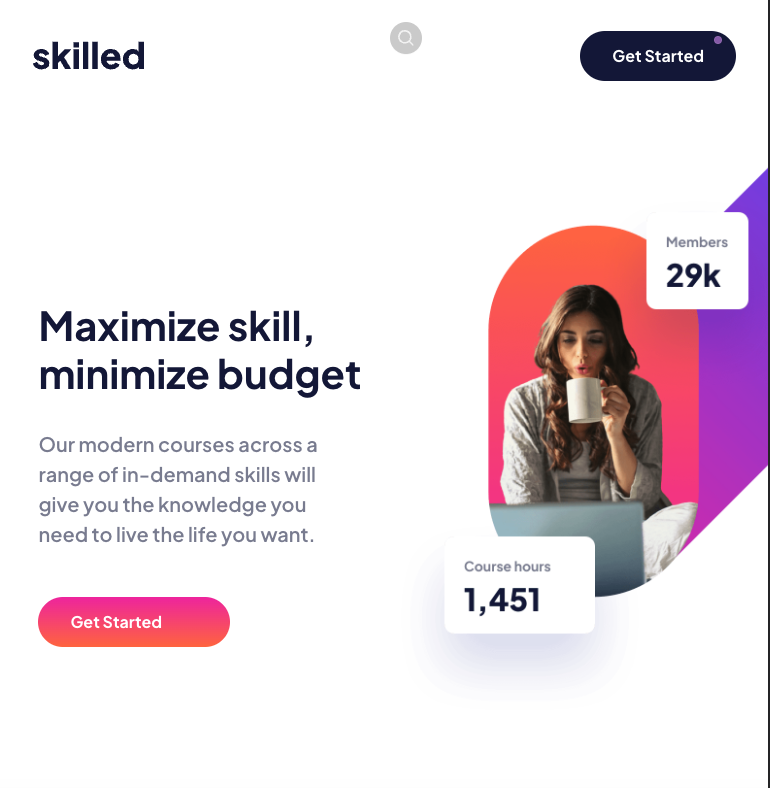 skilled
Get Started
Members
29k
Maximize skill,
minimize budget
Our modern courses across a
range of in-demand skills will
give you the knowledge you
need to live the life you want.
Course hours
1,451
Get Started